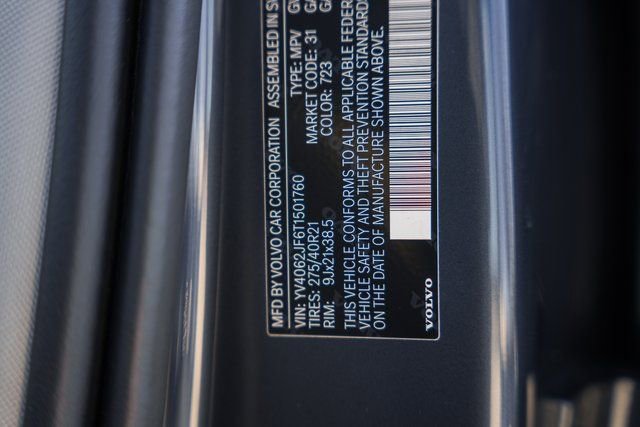 MFD BY VOLVO CAR CORPORATION ASSEMBLED IN
VIN: YV4062JF6T1501760 TYPE: MPV
TIRES: 275/40R21 MARKET CODE: 31
RIM: 9Jx21x38.5 COLOR: 723
THIS VEHICLE CONFORMS TO ALL APPLICABLE
VEHICLE SAFETY AND THEFT PREVENTION
ON THE DATE OF MANUFACTURE SHOWN ABOVE.
VOLVO